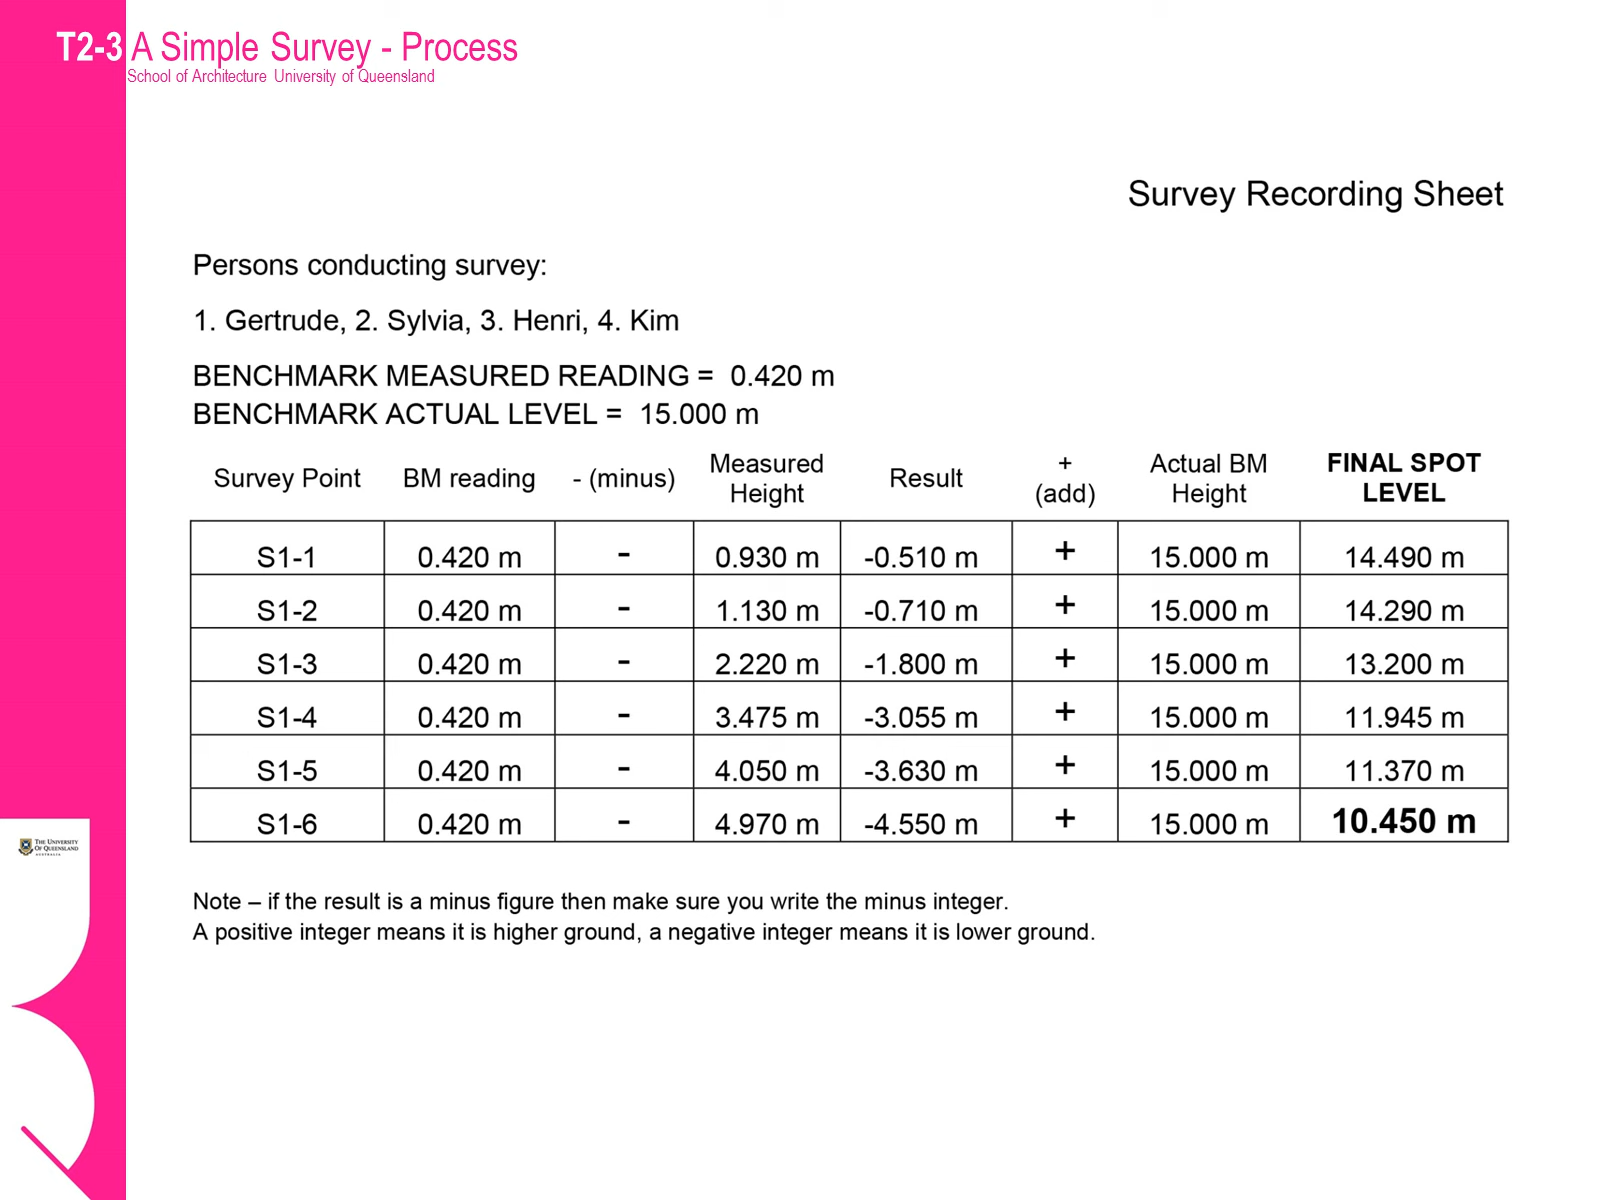 T2-3 A Simple Survey - Process
School of Architecture University of Queensland
Survey Recording Sheet
Persons conducting survey:
1. Gertrude, 2. Sylvia, 3. Henri, 4. Kim
BENCHMARK MEASURED READING = 0.420 m
BENCHMARK ACTUAL LEVEL = 15.000 m
Survey Point BM reading - (minus) Measured Height Result + (add) Actual BM Height FINAL SPOT LEVEL
S1-1 0.420 m - 0.930 m -0.510 m + 15.000 m 14.490 m
S1-2 0.420 m - 1.130 m -0.710 m + 15.000 m 14.290 m
S1-3 0.420 m - 2.220 m -1.800 m + 15.000 m 13.200 m
S1-4 0.420 m - 3.475 m -3.055 m + 15.000 m 11.945 m
S1-5 0.420 m - 4.050 m -3.630 m + 15.000 m 11.370 m
S1-6 0.420 m - 4.970 m -4.550 m + 15.000 m 10.450 m
THE UNIVERSITY
OF QUEENSLAND
AUSTRALIA
Note – if the result is a minus figure then make sure you write the minus integer.
A positive integer means it is higher ground, a negative integer means it is lower ground.